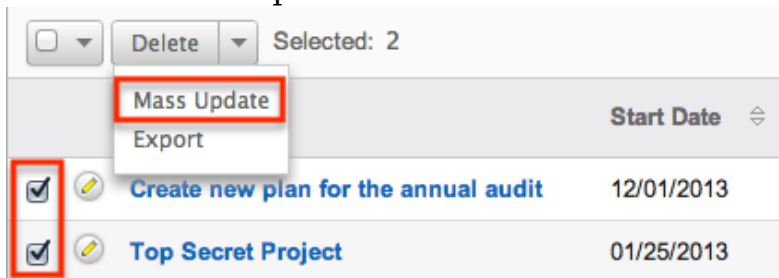 Delete Selected: 2
Mass Update
Start Date
Export
Create new plan for the annual audit 12/01/2013
Top Secret Project 01/25/2013